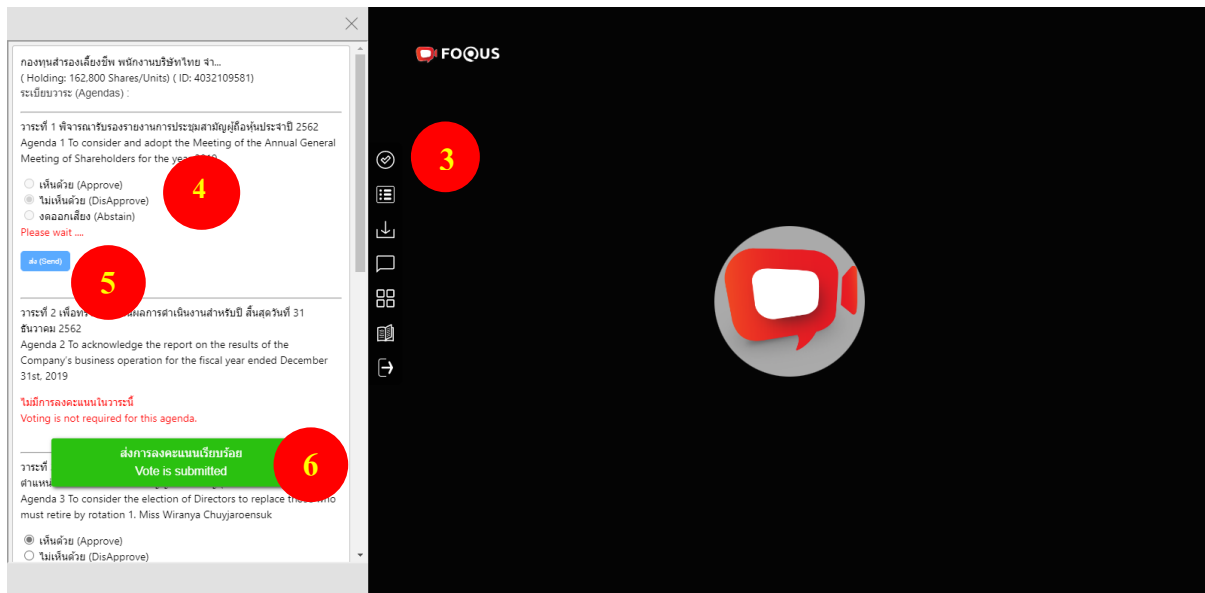 กองทุนสำรองเลี้ยงชีพ พนักงานบริษัทไทย จำ...
( Holding: 162,800 Shares/Units) ( ID: 4032109581)
ระเบียบวาระ (Agendas) :
วาระที่ 1 พิจารณารับรองรายงานการประชุมสามัญผู้ถือหุ้นประจำปี 2562
Agenda 1 To consider and adopt the Meeting of the Annual General
Meeting of Shareholders for the year 2019
เห็นด้วย (Approve)
ไม่เห็นด้วย (DisApprove)
งดออกเสียง (Abstain)
Please wait ....
ส่ง (Send)
วาระที่ 2 เพื่อทร ผลการดำเนินงานสำหรับปี สิ้นสุดวันที่ 31
ธันวาคม 2562
Agenda 2 To acknowledge the report on the results of the
Company's business operation for the fiscal year ended December
31st, 2019
ไม่มีการลงคะแนนในวาระนี้
Voting is not required for this agenda.
ส่งการลงคะแนนเรียบร้อย
Vote is submitted
วาระที่
ตำแหน
Agenda 3 To consider the election of Directors to replace those who
must retire by rotation 1. Miss Wiranya Chuyjaroensuk
เห็นด้วย (Approve)
ไม่เห็นด้วย (DisApprove)
FOQUS
3
4
5
6